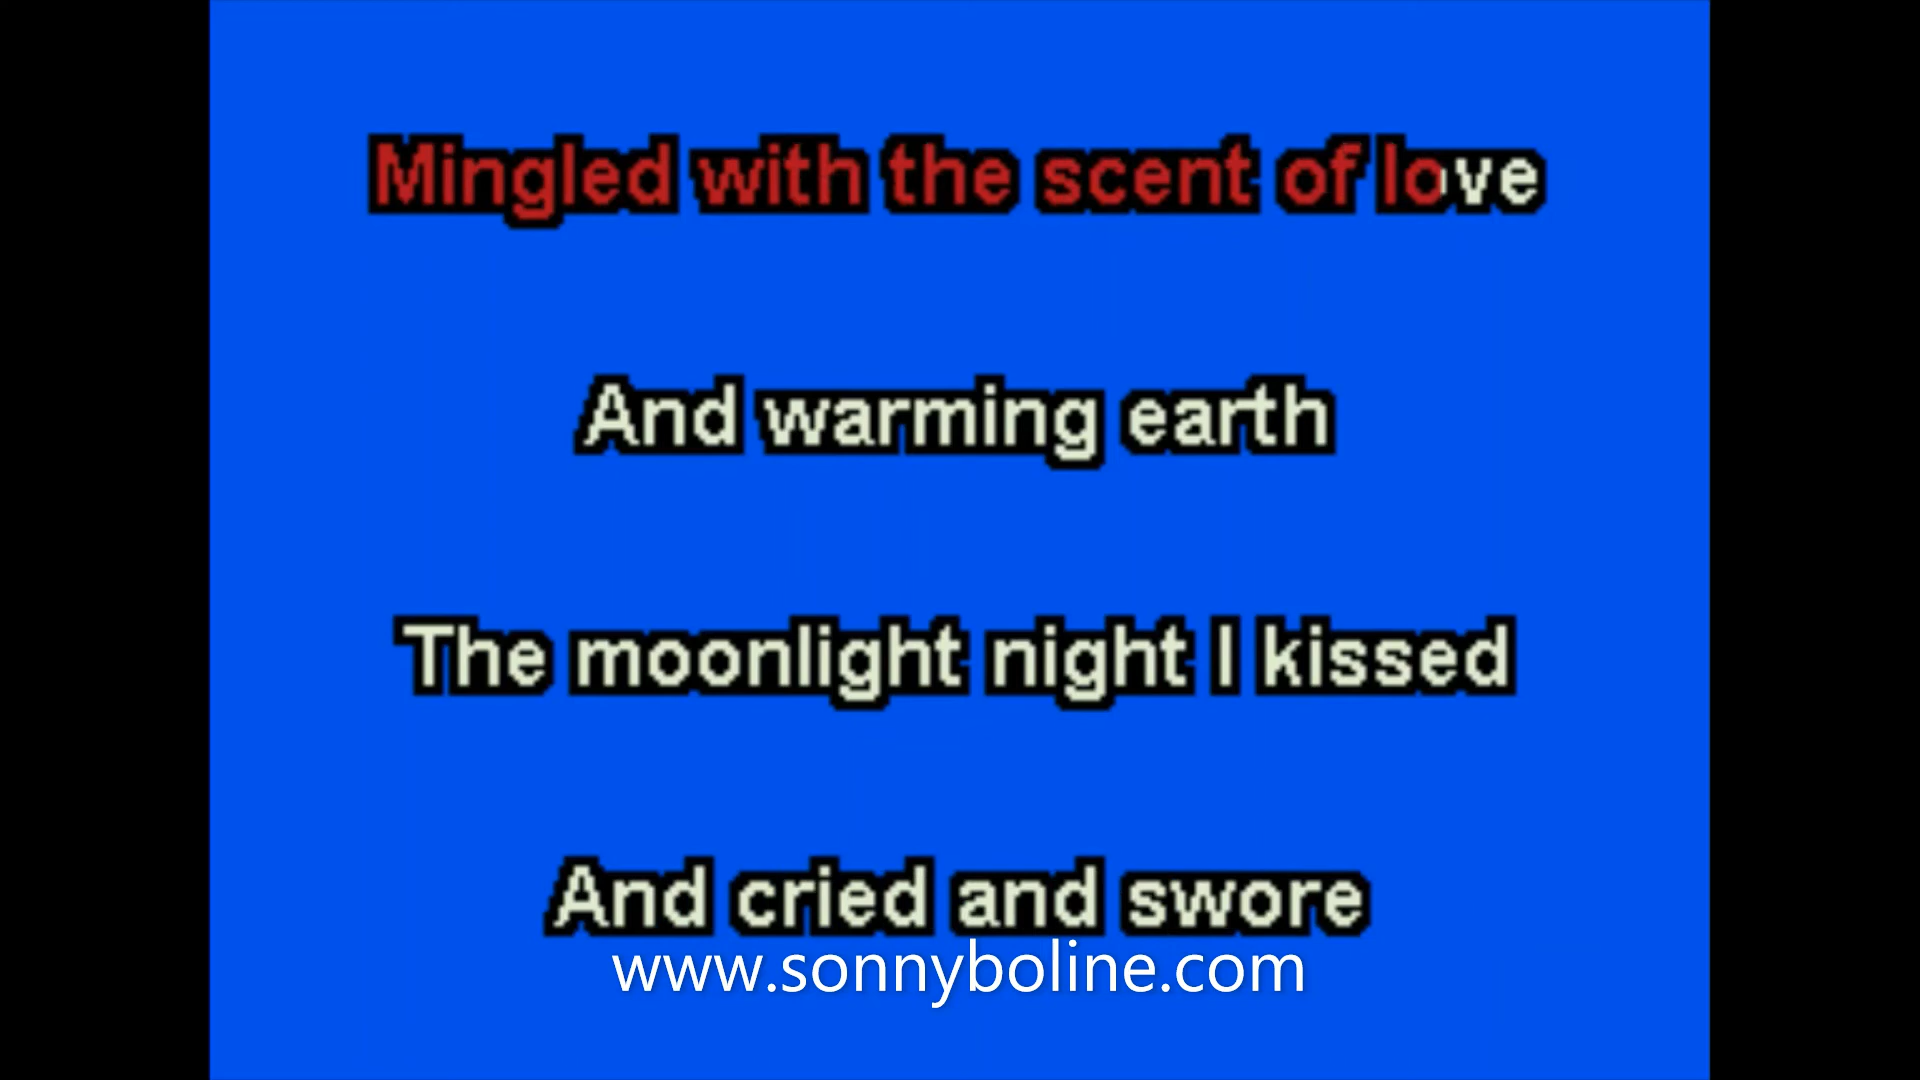 Mingled with the scent of love
And warming earth
The moonlight night I kissed
And cried and swore
www.sonnyboline.com